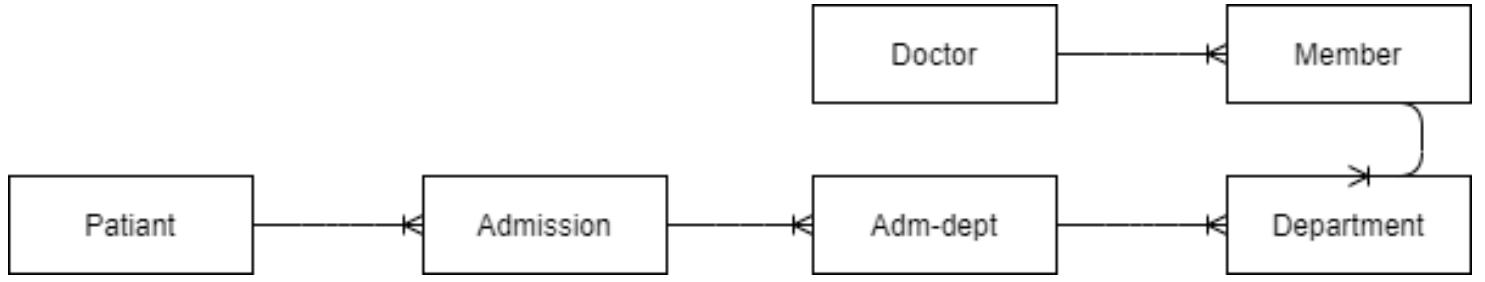 Doctor
Member
Patiant
Admission
Adm-dept
Department